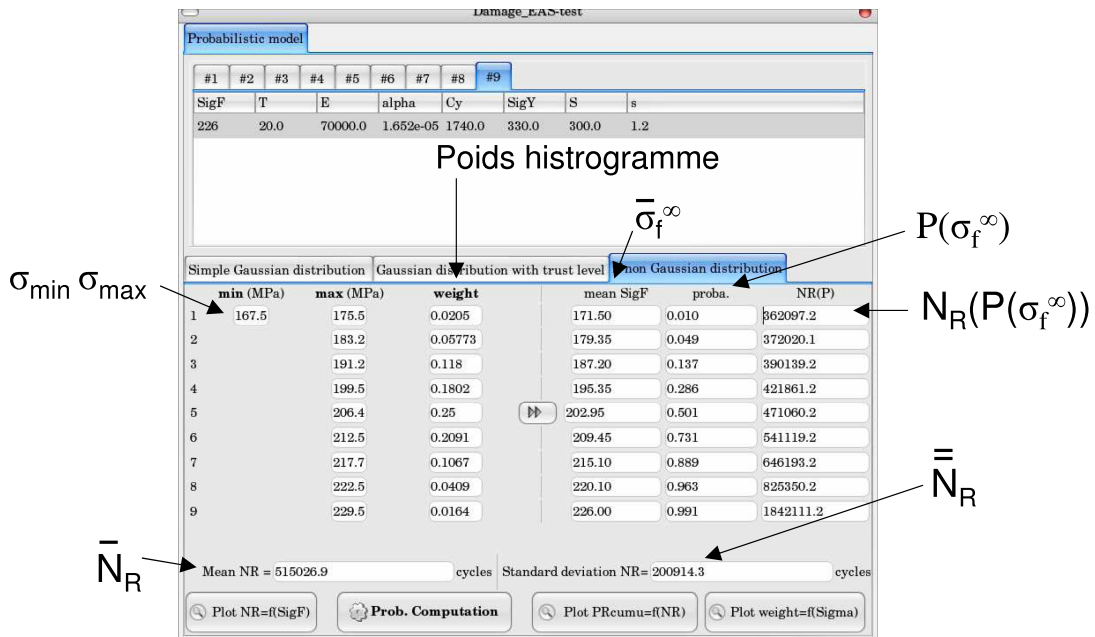 Damage_EAS-test
Probabilistic model
#1 #2 #3 #4 #5 #6 #7 #8 #9
SigF T E alpha Cy SigY S s
226 20.0 70000.0 1.652e-05 1740.0 330.0 300.0 1.2
Poids histrogramme
σ̄f∞
P(σf∞)
Simple Gaussian distribution Gaussian distribution with trust level non Gaussian distribution
σmin σmax
min (MPa) max (MPa) weight mean SigF proba. NR(P)
1 167.5 175.5 0.0205 171.50 0.010 362097.2
NR(P(σf∞))
2 183.2 0.05773 179.35 0.049 372020.1
3 191.2 0.118 187.20 0.137 390139.2
4 199.5 0.1802 195.35 0.286 421861.2
5 206.4 0.25 202.95 0.501 471060.2
6 212.5 0.2091 209.45 0.731 541119.2
7 217.7 0.1067 215.10 0.889 646193.2
8 222.5 0.0409 220.10 0.963 825350.2
9 229.5 0.0164 226.00 0.991 1842111.2
N̿R
N̄R
Mean NR = 515026.9 cycles Standard deviation NR= 200914.3 cycles
Plot NR=f(SigF) Prob. Computation Plot PRcumu=f(NR) Plot weight=f(Sigma)